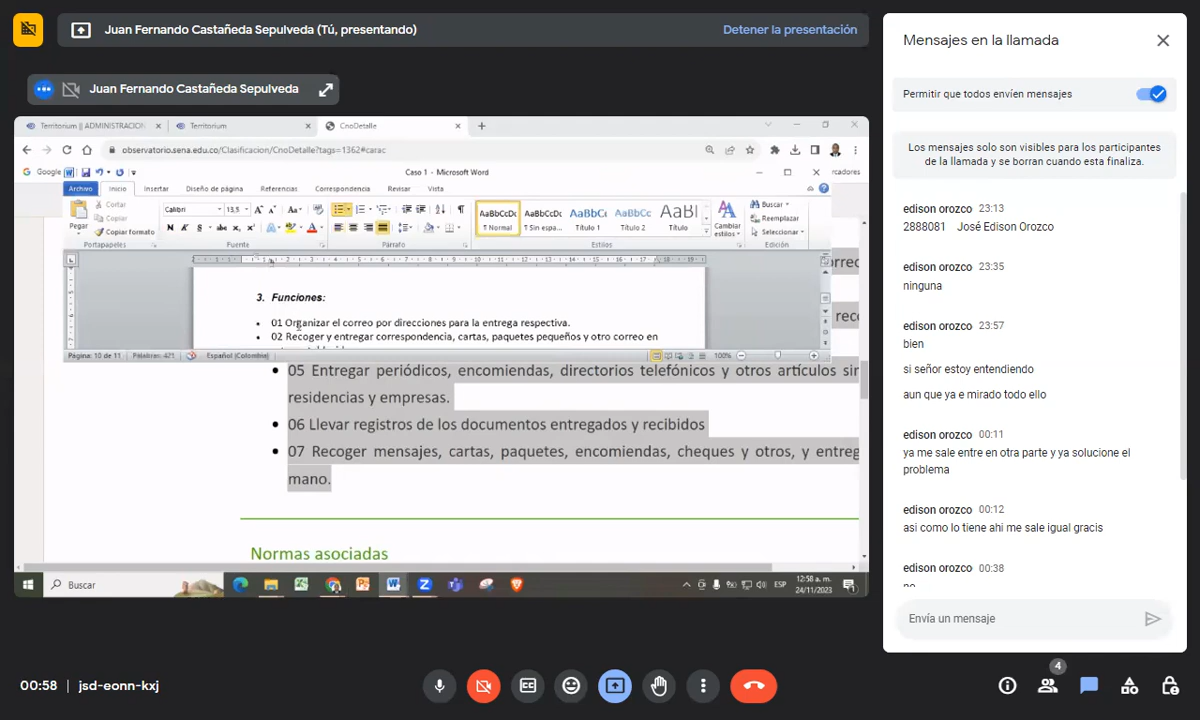 Juan Fernando Castañeda Sepulveda (Tú, presentando)
Detener la presentación
Juan Fernando Castañeda Sepulveda
Territorium || ADMINISTRACIÓN
Territorium
CnoDetalle
observatorio.sena.edu.co/Clasificacion/CnoDetalle?tags=1362#carac
Google
Caso 1 - Microsoft Word
rcadores
Archivo
Inicio
Insertar
Diseño de página
Referencias
Correspondencia
Revisar
Vista
Pegar
Cortar
Copiar
Copiar formato
Portapapeles
Calibri
13,5
Fuente
Párrafo
AaBbCcDc
¶ Normal
AaBbCcDc
¶ Sin espa...
AaBbCc
Título 1
AaBbCc
Título 2
AaBl
Título
Cambiar estilos
Estilos
Buscar
Reemplazar
Seleccionar
Edición
3. Funciones:
01 Organizar el correo por direcciones para la entrega respectiva.
02 Recoger y entregar correspondencia, cartas, paquetes pequeños y otro correo en
Página: 10 de 11
Palabras: 421
Español (Colombia)
100%
correc
reco
• 05 Entregar periódicos, encomiendas, directorios telefónicos y otros artículos sin
residencias y empresas.
• 06 Llevar registros de los documentos entregados y recibidos
• 07 Recoger mensajes, cartas, paquetes, encomiendas, cheques y otros, y entreg
mano.
Normas asociadas
Buscar
ESP
12:58 a. m.
24/11/2023
00:58 | jsd-eonn-kxj
Mensajes en la llamada
Permitir que todos envíen mensajes
Los mensajes solo son visibles para los participantes
de la llamada y se borran cuando esta finaliza.
edison orozco 23:13
2888081 José Edison Orozco
edison orozco 23:35
ninguna
edison orozco 23:57
bien
si señor estoy entendiendo
aun que ya e mirado todo ello
edison orozco 00:11
ya me sale entre en otra parte y ya solucione el
problema
edison orozco 00:12
asi como lo tiene ahi me sale igual gracis
edison orozco 00:38
no
Envía un mensaje
4